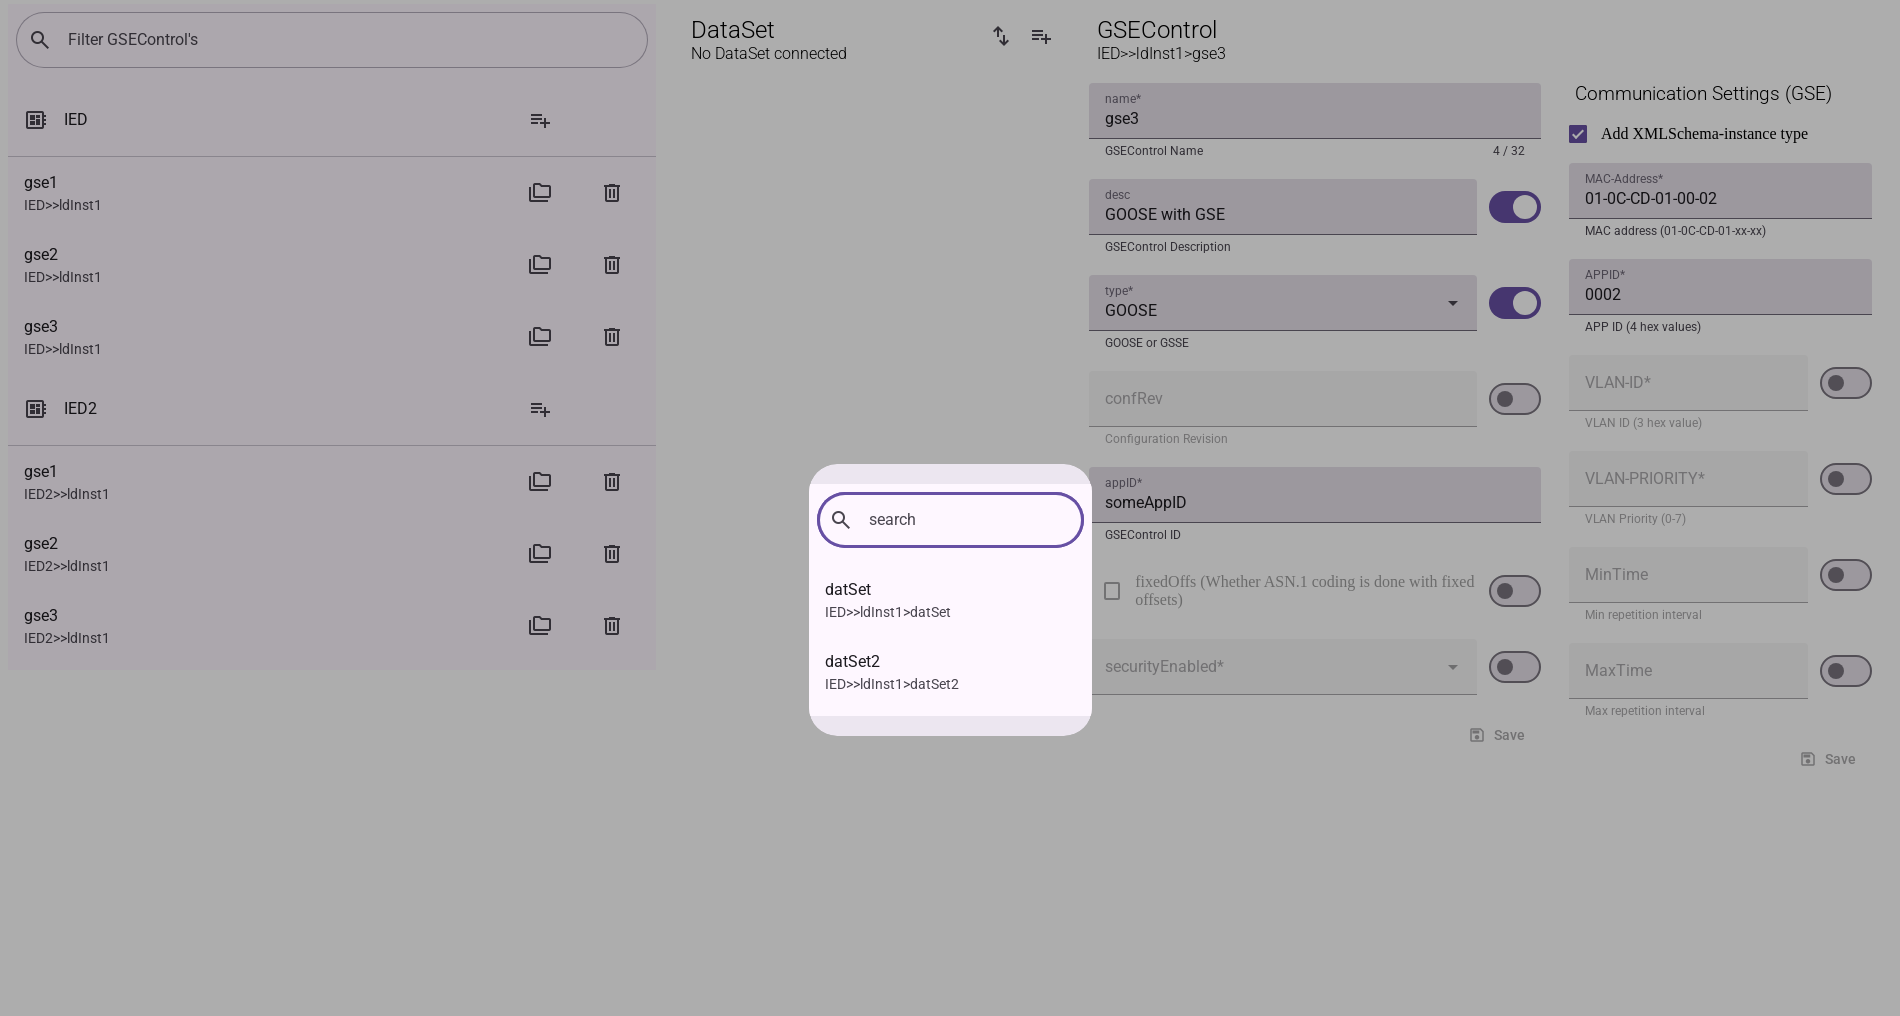 Filter GSEControl's
IED
gse1
IED>>ldInst1
gse2
IED>>ldInst1
gse3
IED>>ldInst1
IED2
gse1
IED2>>ldInst1
gse2
IED2>>ldInst1
gse3
IED2>>ldInst1
DataSet
No DataSet connected
search
datSet
IED>>ldInst1>datSet
datSet2
IED>>ldInst1>datSet2
GSEControl
IED>>ldInst1>gse3
name*
gse3
GSEControl Name
4 / 32
desc
GOOSE with GSE
GSEControl Description
type*
GOOSE
GOOSE or GSSE
confRev
Configuration Revision
appID*
someAppID
GSEControl ID
fixedOffs (Whether ASN.1 coding is done with fixed
offsets)
securityEnabled*
Save
Communication Settings (GSE)
Add XMLSchema-instance type
MAC-Address*
01-0C-CD-01-00-02
MAC address (01-0C-CD-01-xx-xx)
APPID*
0002
APP ID (4 hex values)
VLAN-ID*
VLAN ID (3 hex value)
VLAN-PRIORITY*
VLAN Priority (0-7)
MinTime
Min repetition interval
MaxTime
Max repetition interval
Save